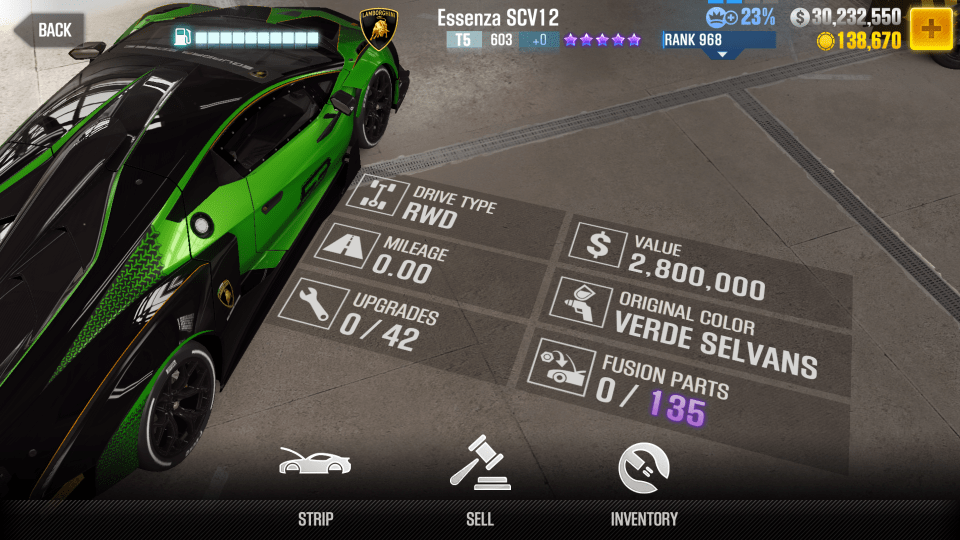 BACK
LAMBORGHINI
Essenza SCV12
T5 603 +0
RANK 968
23%
30,232,550
138,670
DRIVE TYPE
RWD
MILEAGE
0.00
UPGRADES
0/42
VALUE
2,800,000
ORIGINAL COLOR
VERDE SELVANS
FUSION PARTS
0/135
STRIP
SELL
INVENTORY